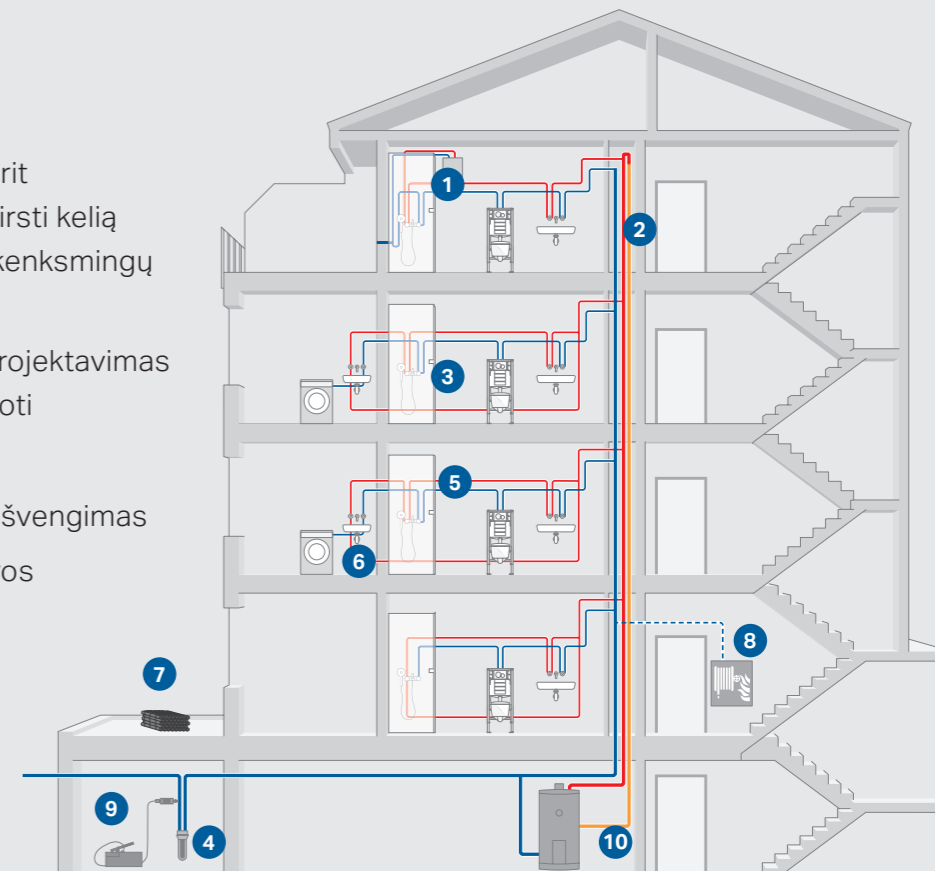 rit
irsti kelią
kenksmingų
rojektavimas
oti
švengimas
os
1
2
3
5
6
8
7
9
4
10